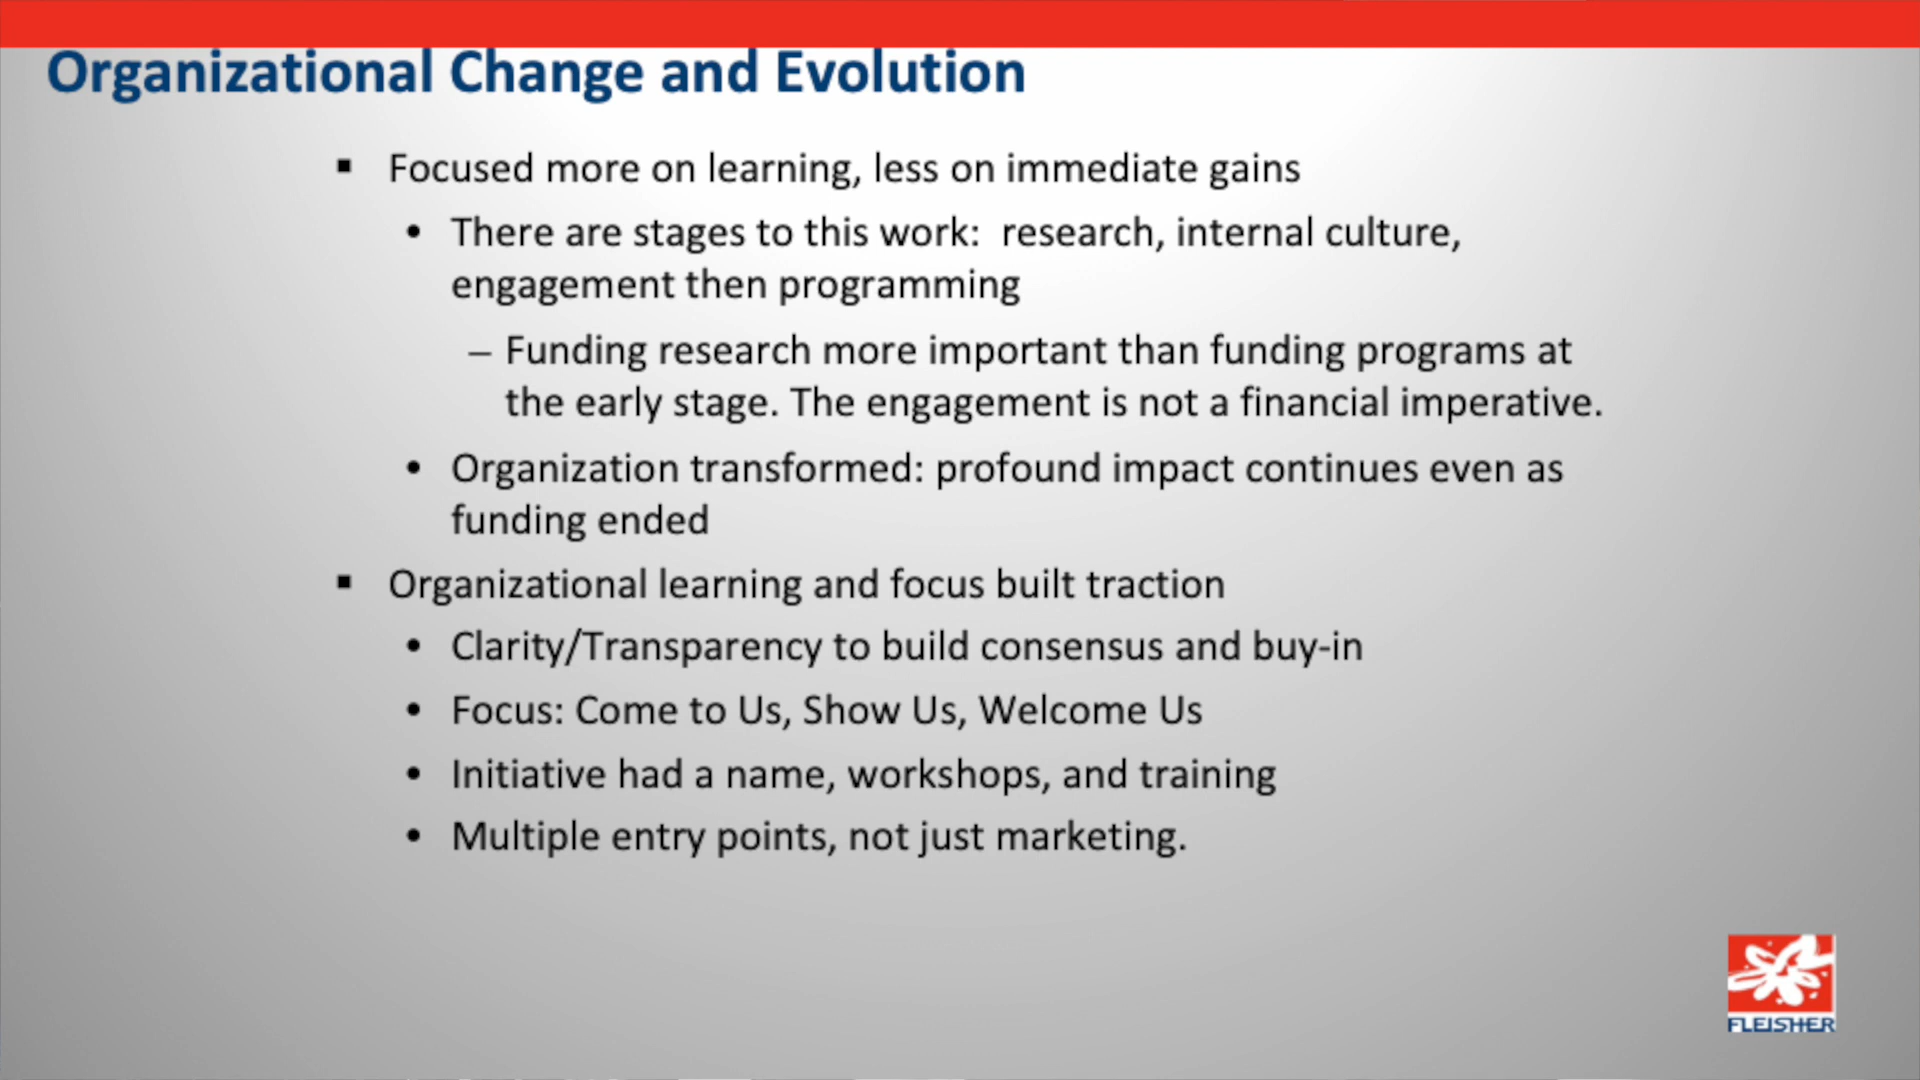 Organizational Change and Evolution
▪ Focused more on learning, less on immediate gains
• There are stages to this work:  research, internal culture,
engagement then programming
– Funding research more important than funding programs at
the early stage. The engagement is not a financial imperative.
• Organization transformed: profound impact continues even as
funding ended
▪ Organizational learning and focus built traction
• Clarity/Transparency to build consensus and buy-in
• Focus: Come to Us, Show Us, Welcome Us
• Initiative had a name, workshops, and training
• Multiple entry points, not just marketing.
FLEISHER